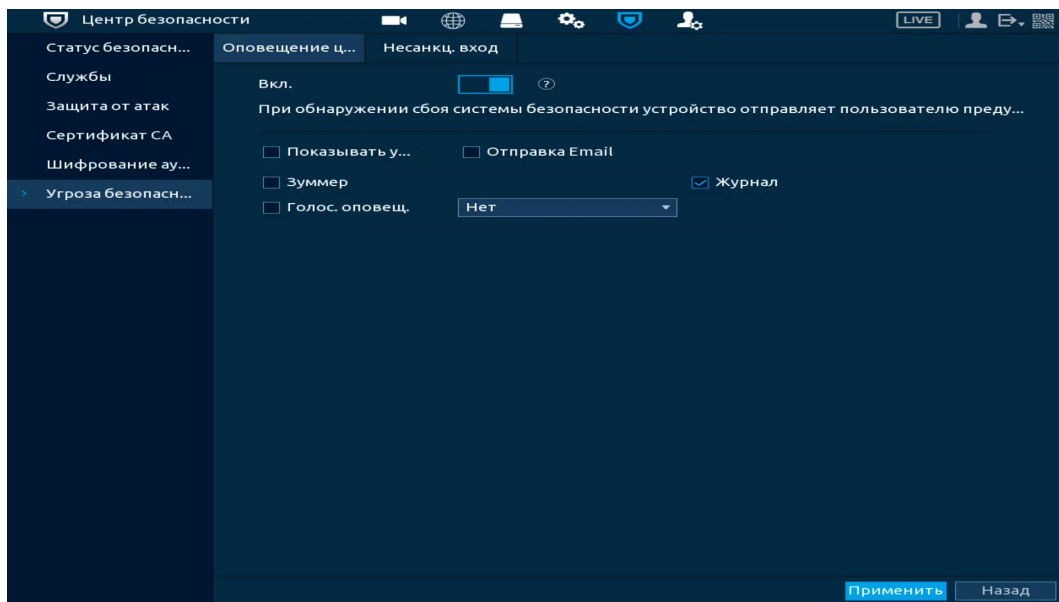 Центр безопасности
LIVE
Статус безопасн...
Службы
Защита от атак
Сертификат CA
Шифрование ау...
Угроза безопасн...
Оповещение ц...
Несанкц. вход
Вкл.
?
При обнаружении сбоя системы безопасности устройство отправляет пользователю преду...
Показывать у...
Отправка Email
Зуммер
Журнал
Голос. оповещ.
Нет
Применить
Назад